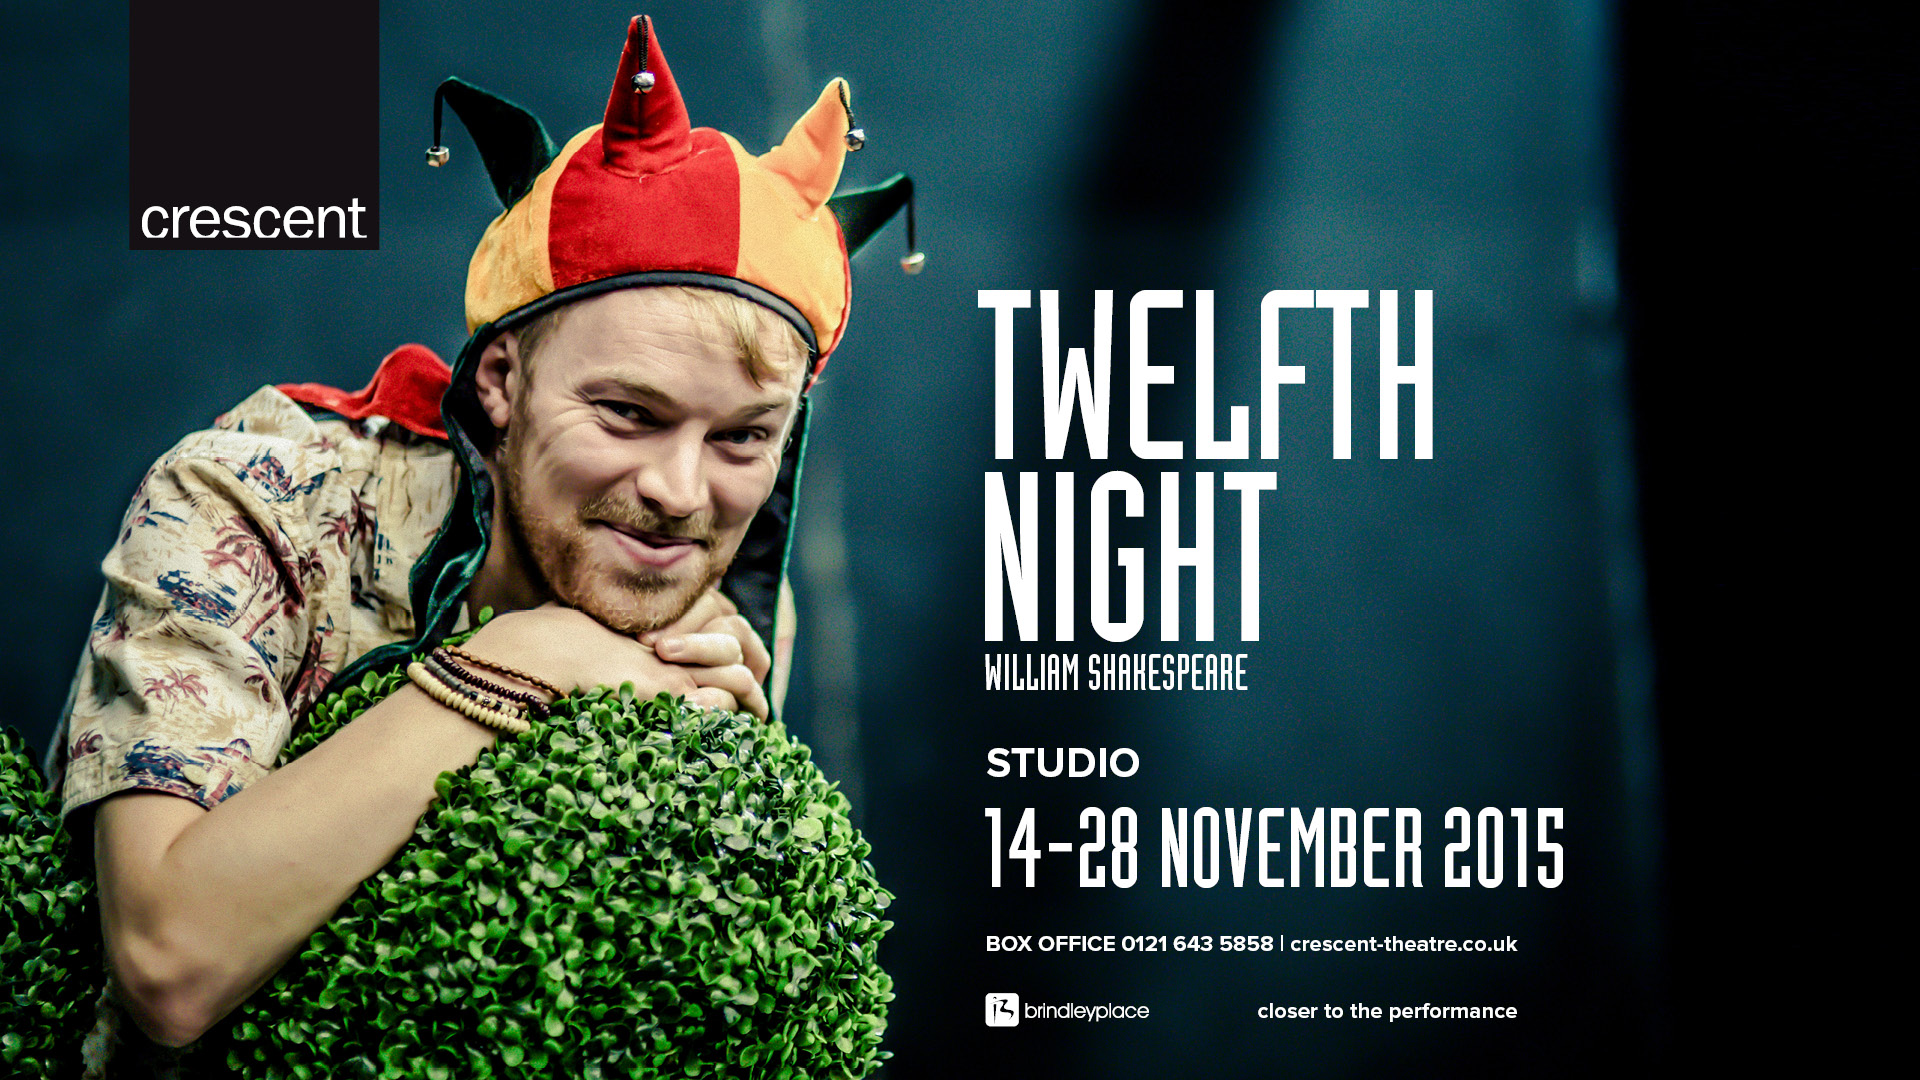 crescent
TWELFTH
NIGHT
WILLIAM SHAKESPEARE
STUDIO
14-28 NOVEMBER 2015
BOX OFFICE 0121 643 5858 | crescent-theatre.co.uk
brindleyplace
closer to the performance